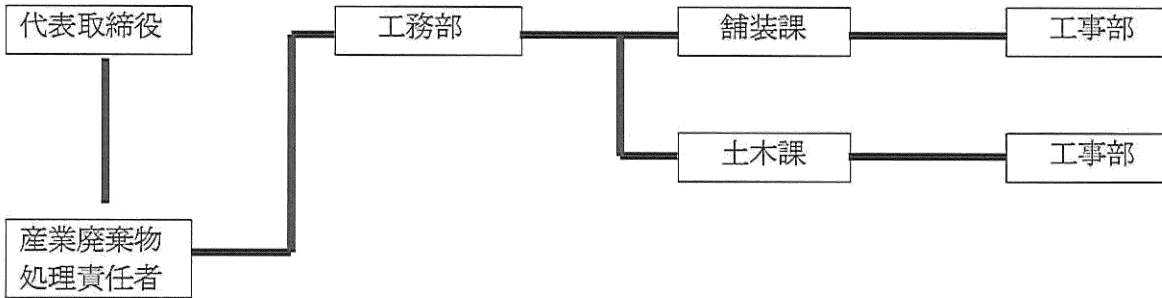 代表取締役
工務部
舗装課
工事部
土木課
工事部
産業廃棄物
処理責任者